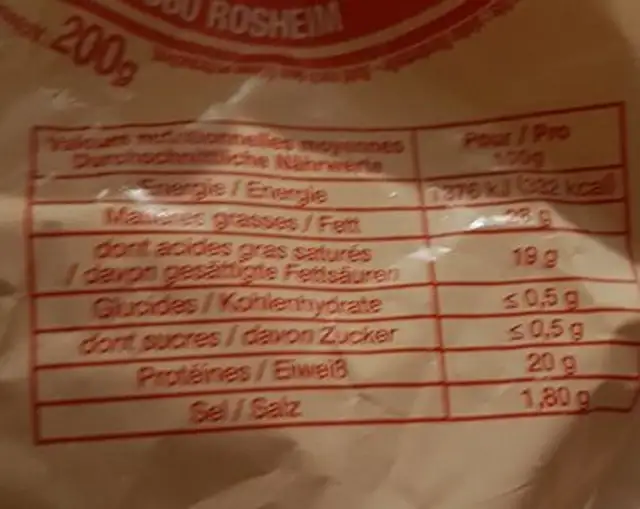 ROSHEIM
200g
Valeurs nutritionnelles moyennes
Durchschnittliche Nährwerte
Pour / Pro
100g
Energie / Energie
1376 kJ (332 kcal)
Matières grasses / Fett
28 g
dont acides gras saturés
/ davon gesättigte Fettsäuren
19 g
Glucides / Kohlenhydrate
≤ 0,5 g
dont sucres / davon Zucker
≤ 0,5 g
Protéines / Eiweiß
20 g
Sel / Salz
1,80 g